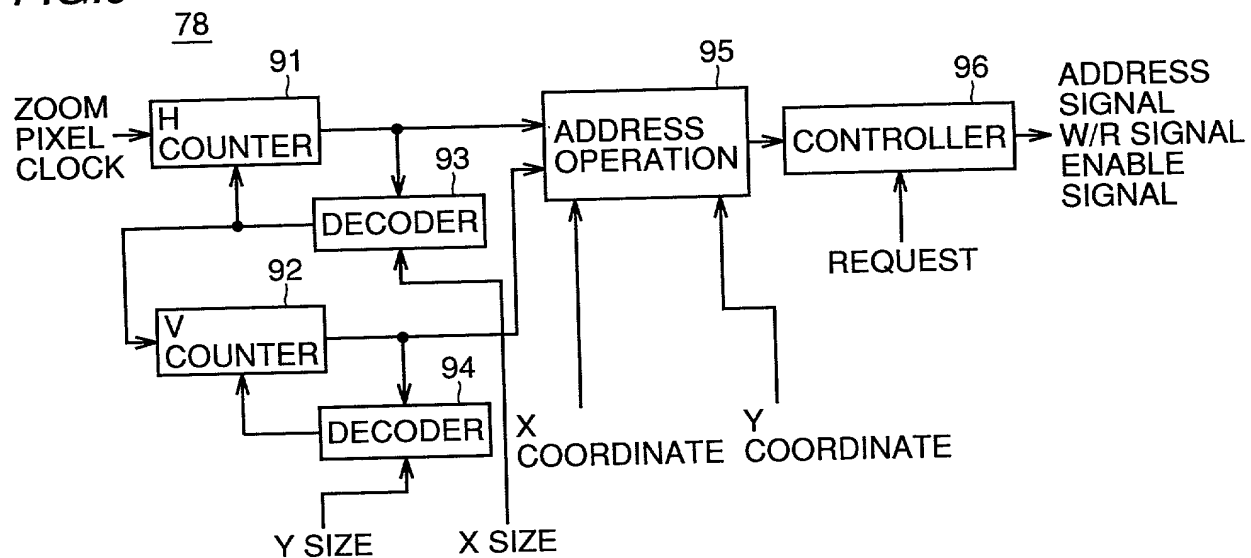 78
91
ZOOM
PIXEL
CLOCK
H
COUNTER
93
DECODER
92
V
COUNTER
94
DECODER
Y SIZE
X SIZE
95
ADDRESS
OPERATION
X
COORDINATE
Y
COORDINATE
96
CONTROLLER
REQUEST
ADDRESS
SIGNAL
W/R SIGNAL
ENABLE
SIGNAL